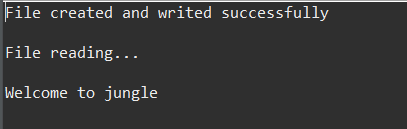 File created and writed successfully
File reading...
Welcome to jungle